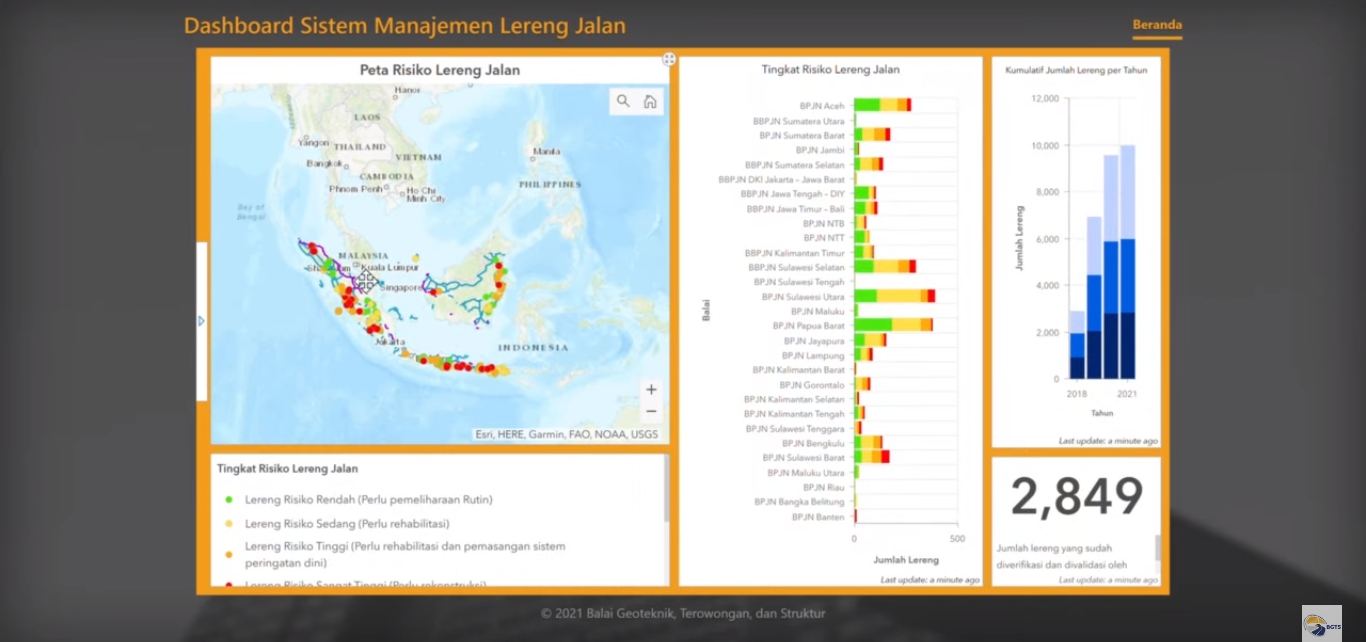 Dashboard Sistem Manajemen Lereng Jalan
Beranda
Peta Risiko Lereng Jalan
Hanoi
LAOS
Yangon
THAILAND
VIETNAM
Bangkok
CAMBODIA
Phnom Penh
Ho Chi
Minh City
Manila
PHILIPPINES
Bay of
Bengal
MALAYSIA
Kuala Lumpur
Singapore
Jakarta
INDONESIA
Esri, HERE, Garmin, FAO, NOAA, USGS
Tingkat Risiko Lereng Jalan
Lereng Risiko Rendah (Perlu pemeliharaan Rutin)
Lereng Risiko Sedang (Perlu rehabilitasi)
Lereng Risiko Tinggi (Perlu rehabilitasi dan pemasangan sistem
peringatan dini)
Lereng Risiko Sangat Tinggi (Perlu rekonstruksi)
Tingkat Risiko Lereng Jalan
Balai
BPJN Aceh
BBPJN Sumatera Utara
BPJN Sumatera Barat
BPJN Jambi
BBPJN Sumatera Selatan
BBPJN DKI Jakarta - Jawa Barat
BBPJN Jawa Tengah - DIY
BBPJN Jawa Timur - Bali
BPJN NTB
BPJN NTT
BBPJN Kalimantan Timur
BBPJN Sulawesi Selatan
BPJN Sulawesi Tengah
BPJN Sulawesi Utara
BPJN Maluku
BPJN Papua Barat
BPJN Jayapura
BPJN Lampung
BPJN Kalimantan Barat
BPJN Gorontalo
BPJN Kalimantan Selatan
BPJN Kalimantan Tengah
BPJN Sulawesi Tenggara
BPJN Bengkulu
BPJN Sulawesi Barat
BPJN Maluku Utara
BPJN Riau
BPJN Bangka Belitung
BPJN Banten
0 500
Jumlah Lereng
Last update: a minute ago
Kumulatif Jumlah Lereng per Tahun
Jumlah Lereng
12,000
10,000
8,000
6,000
4,000
2,000
0
2018 2021
Tahun
Last update: a minute ago
2,849
Jumlah lereng yang sudah
diverifikasi dan divalidasi oleh
Last update: a minute ago
© 2021 Balai Geoteknik, Terowongan, dan Struktur
BGTS